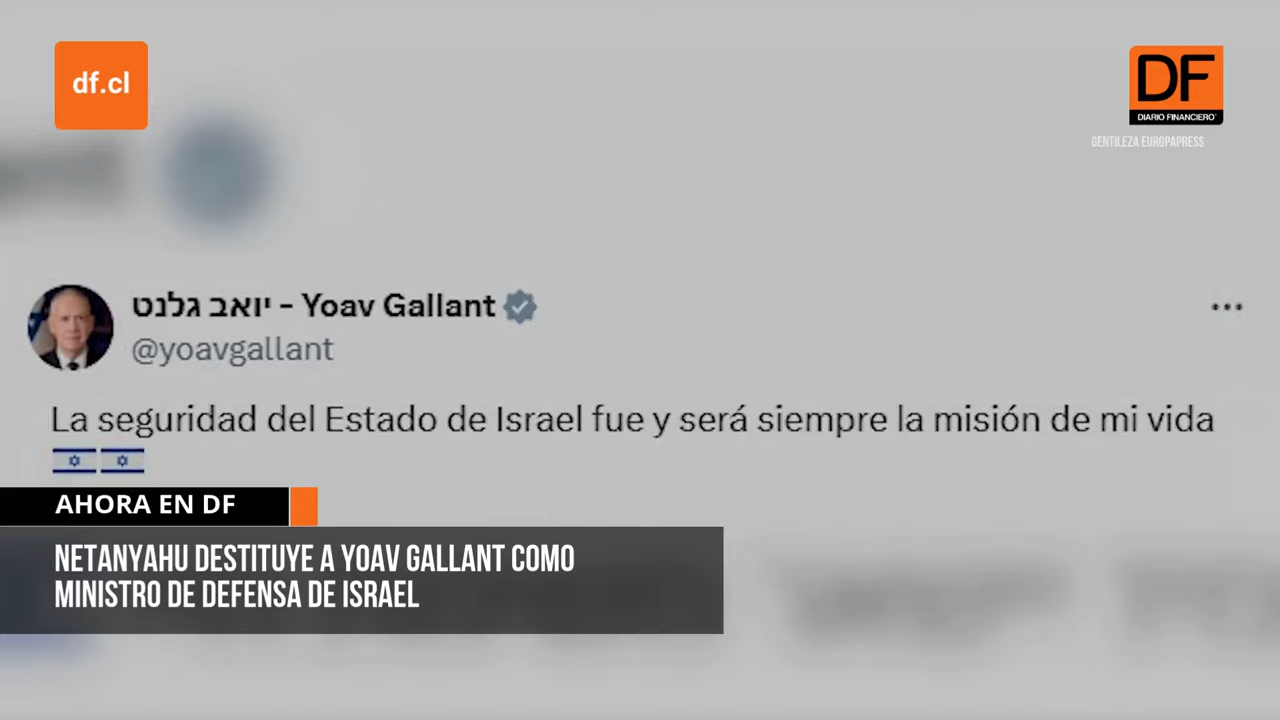 df.cl
DF
DIARIO FINANCIERO
GENTILEZA EUROPAPRESS
יואב גלנט - Yoav Gallant
@yoavgallant
La seguridad del Estado de Israel fue y será siempre la misión de mi vida
AHORA EN DF
NETANYAHU DESTITUYE A YOAV GALLANT COMO
MINISTRO DE DEFENSA DE ISRAEL